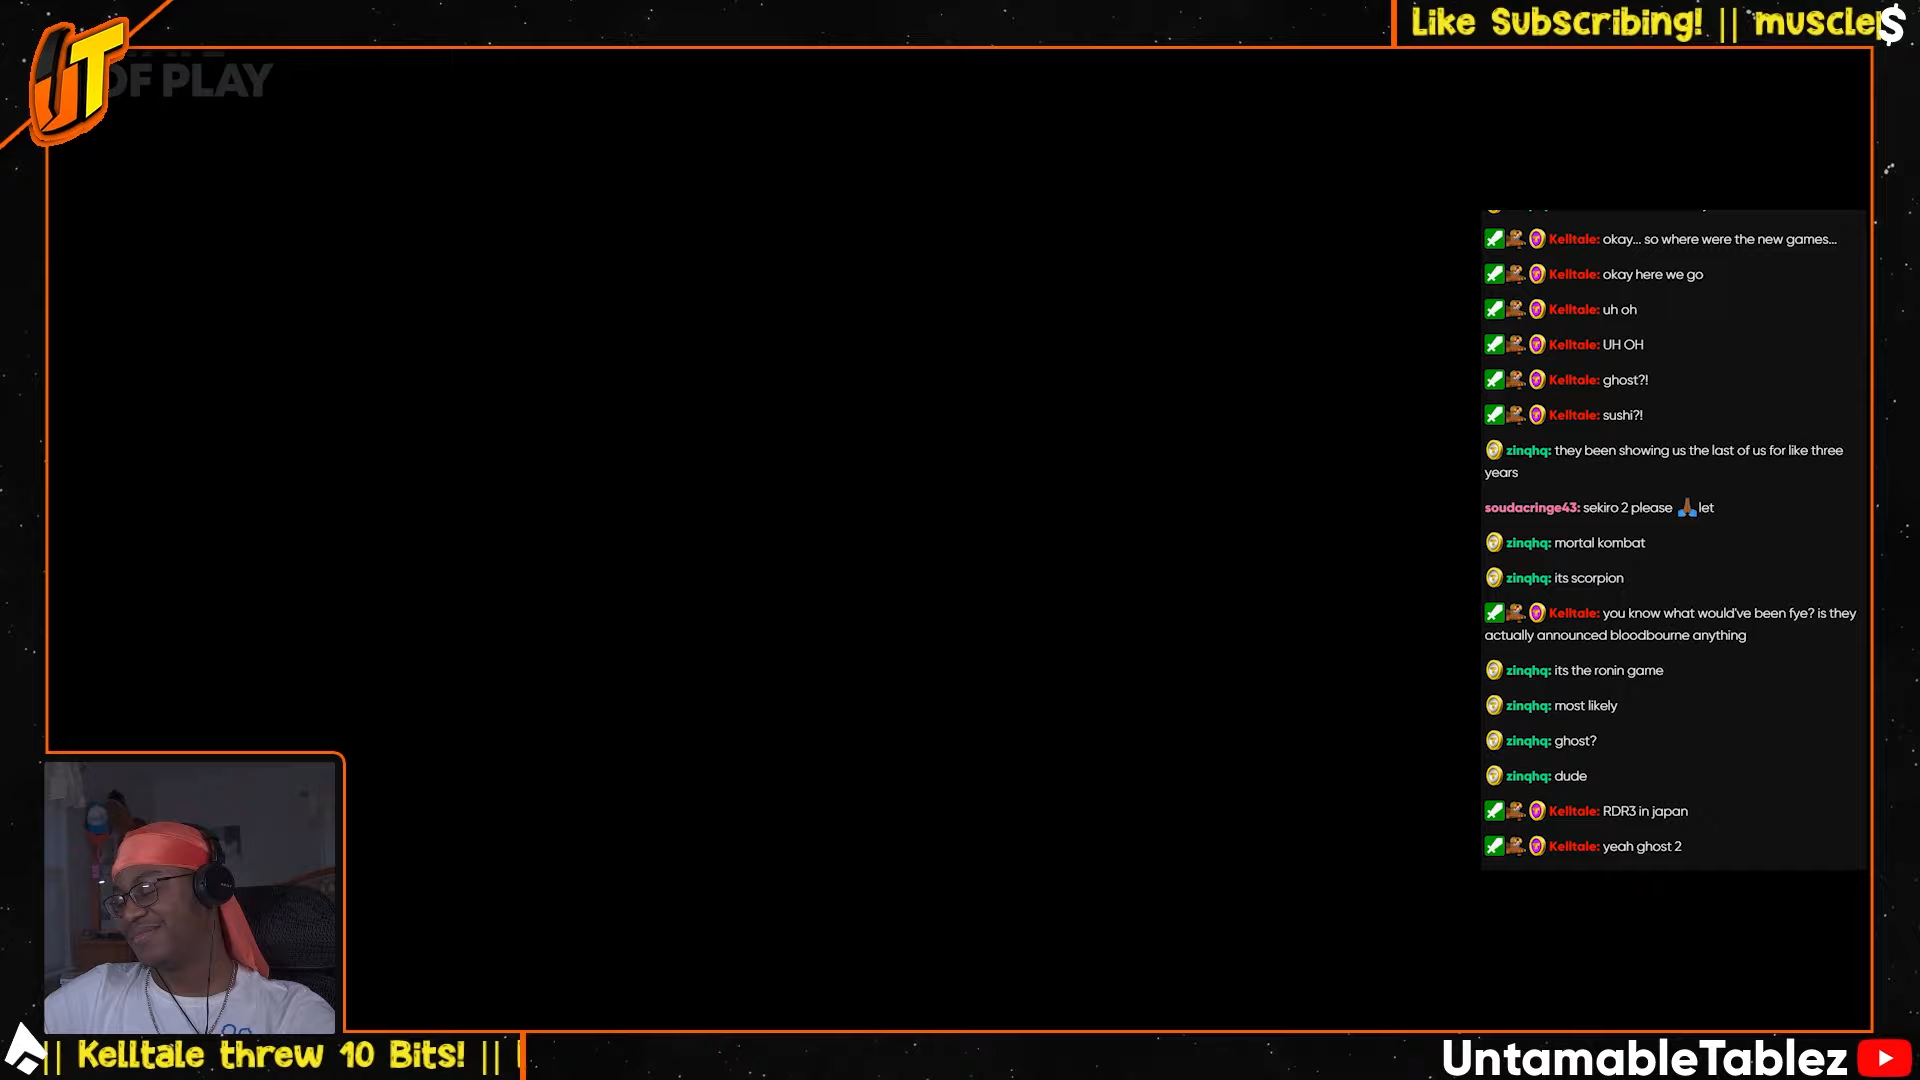 Like Subscribing! || muscle
$
UT
OF PLAY
Kelltale: okay... so where were the new games...
Kelltale: okay here we go
Kelltale: uh oh
Kelltale: UH OH
Kelltale: ghost?!
Kelltale: sushi?!
zinqhq: they been showing us the last of us for like three
years
soudacringe43: sekiro 2 please 🙏🏾 let
zinqhq: mortal kombat
zinqhq: its scorpion
Kelltale: you know what would've been fye? is they
actually announced bloodbourne anything
zinqhq: its the ronin game
zinqhq: most likely
zinqhq: ghost?
zinqhq: dude
Kelltale: RDR3 in japan
Kelltale: yeah ghost 2
|| Kelltale threw 10 Bits! ||
UntamableTablez